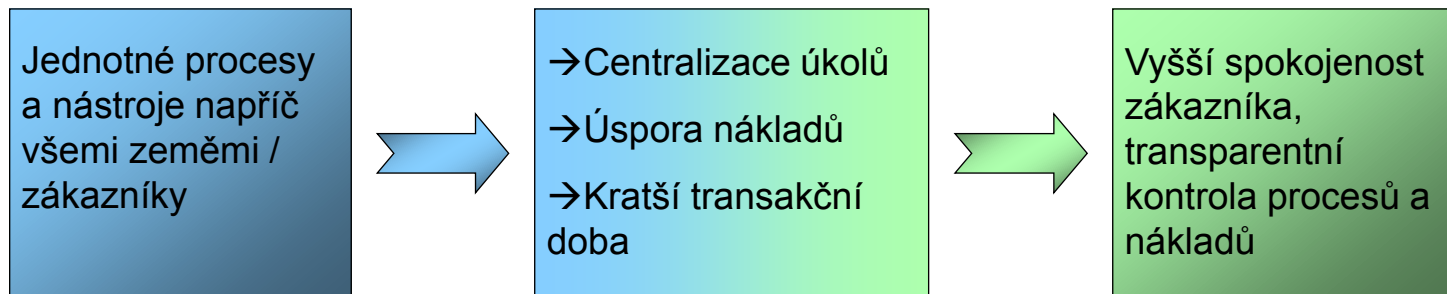 Jednotné procesy
a nástroje napříč
všemi zeměmi /
zákazníky
→Centralizace úkolů
→Úspora nákladů
→Kratší transakční
doba
Vyšší spokojenost
zákazníka,
transparentní
kontrola procesů a
nákladů